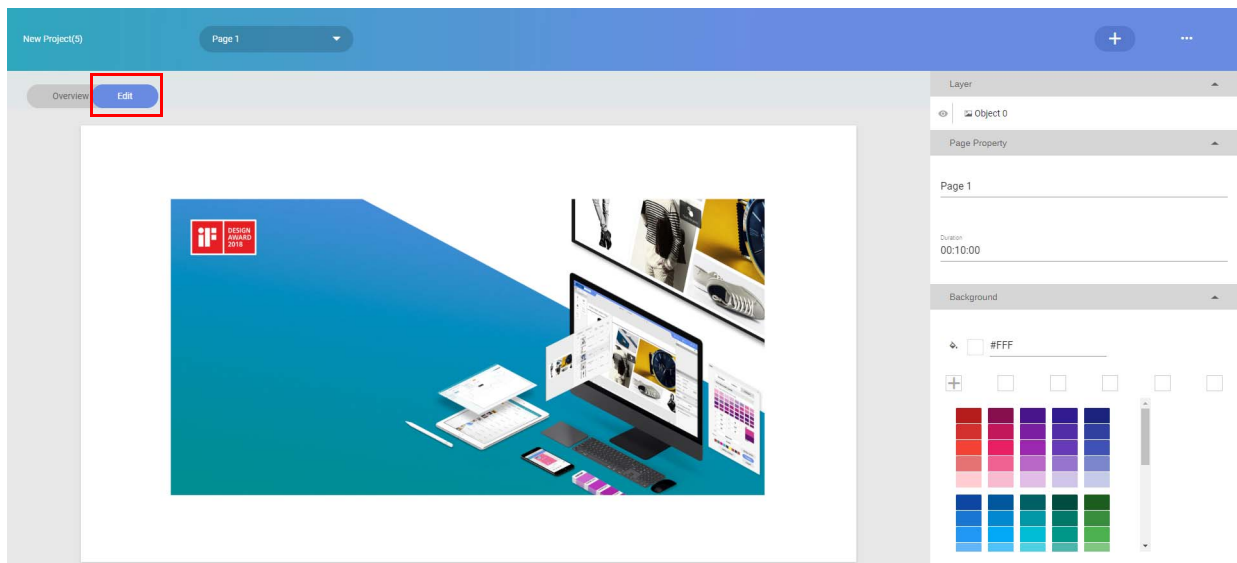 New Project(5)
Page 1
...
Overview
Edit
iF
DESIGN
AWARD
2018
Layer
Object 0
Page Property
Page 1
Duration
00:10:00
Background
#FFF